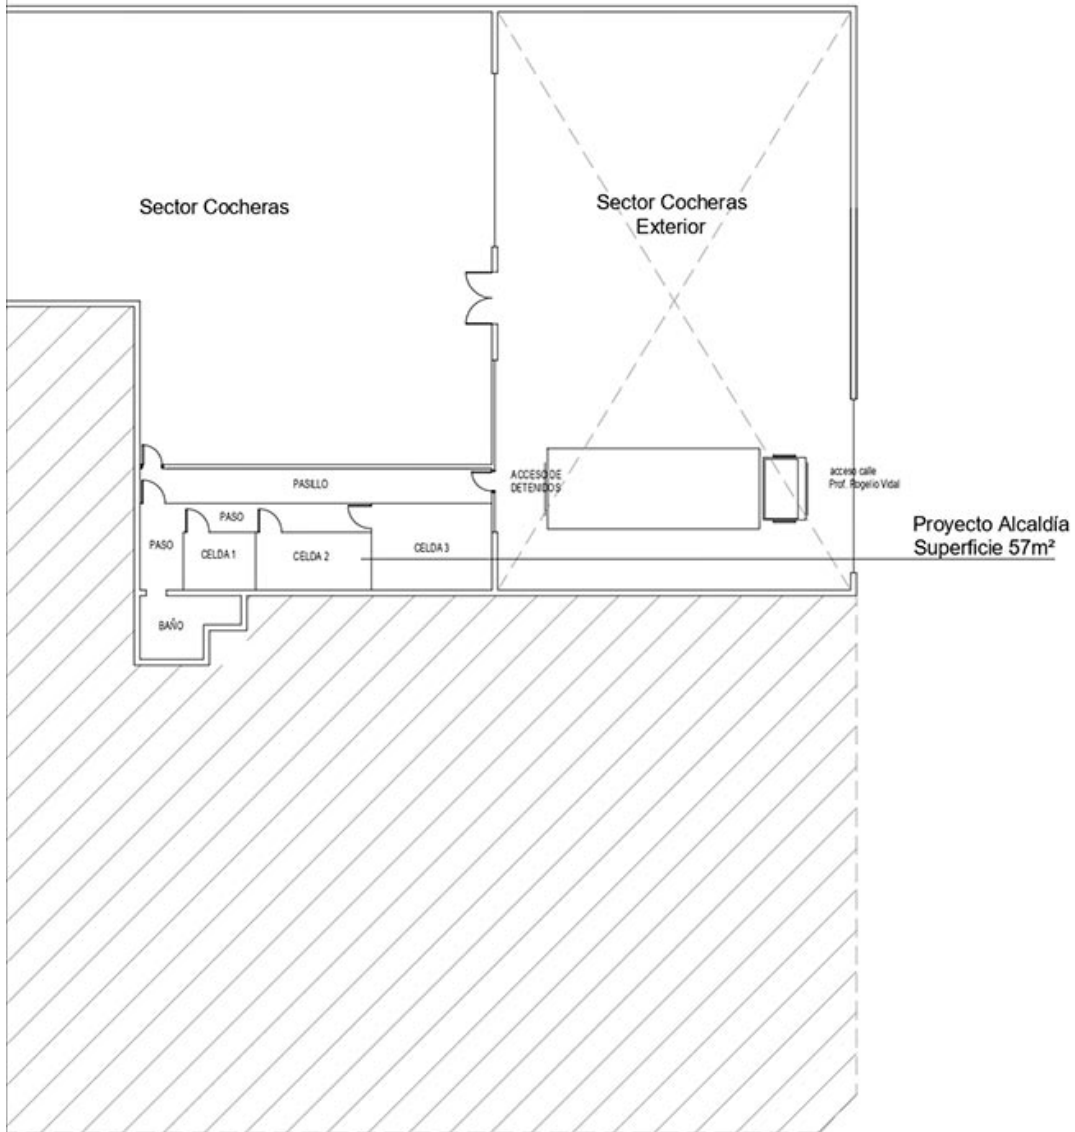 Sector Cocheras
Sector Cocheras
Exterior
PASILLO
ACCESO DE
DETENIDOS
acceso calle
Prof. Rogelio Vidal
PASO
PASO
CELDA 1
CELDA 2
CELDA 3
Proyecto Alcaldía
Superficie 57m²
BAÑO